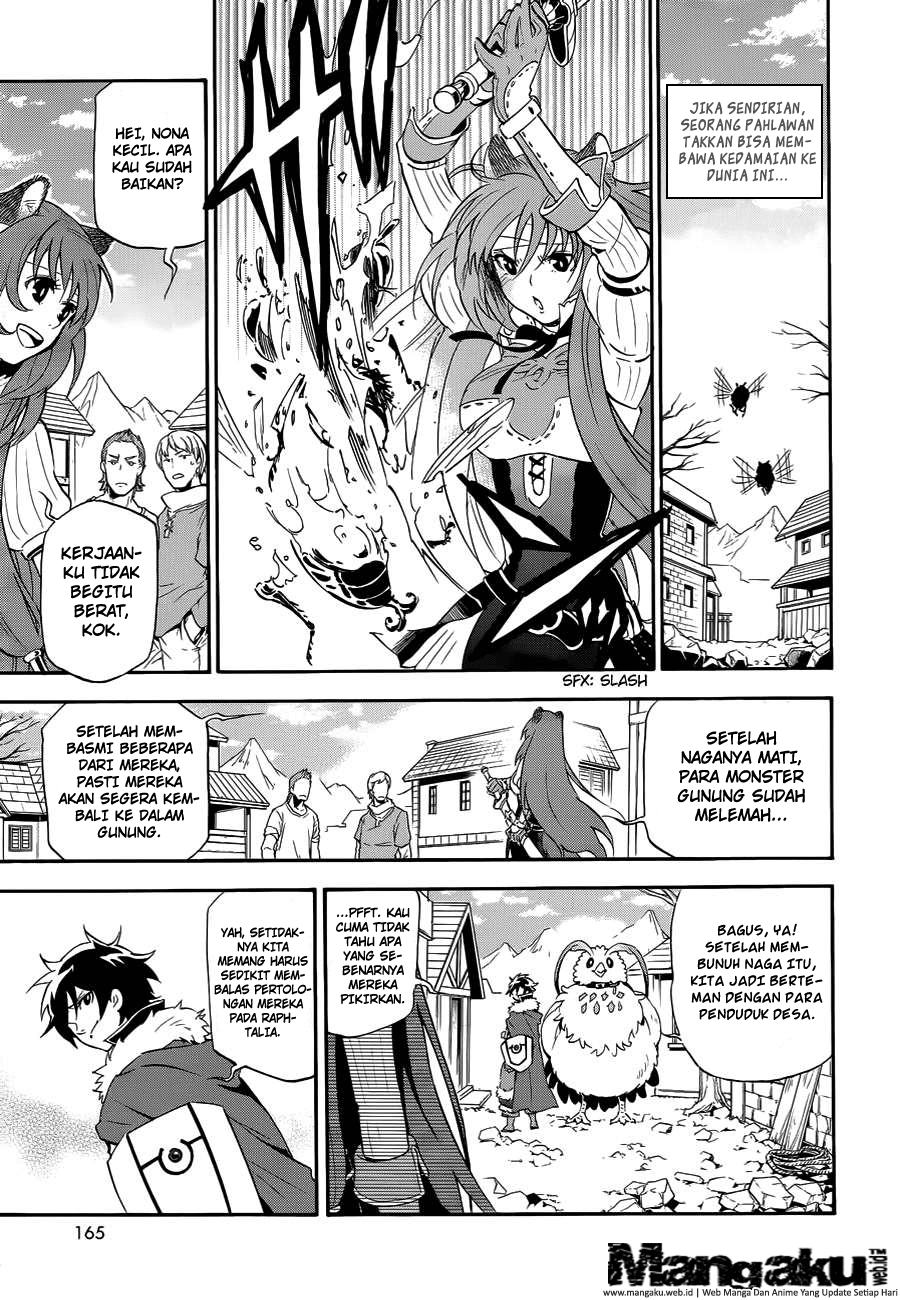 JIKA SENDIRIAN,
SEORANG PAHLAWAN
TAKKAN BISA MEM-
BAWA KEDAMAIAN KE
DUNIA INI...
SFX: SLASH
HEI, NONA
KECIL. APA
KAU SUDAH
BAIKAN?
KERJAAN-
KU TIDAK
BEGITU
BERAT,
KOK.
SETELAH
NAGANYA MATI,
PARA MONSTER
GUNUNG SUDAH
MELEMAH...
SETELAH MEM-
BASMI BEBERAPA
DARI MEREKA,
PASTI MEREKA
AKAN SEGERA KEM-
BALI KE DALAM
GUNUNG.
BAGUS, YA!
SETELAH MEM-
BUNUH NAGA ITU,
KITA JADI BERTE-
MAN DENGAN PARA
PENDUDUK DESA.
...PFFT. KAU
CUMA TIDAK
TAHU APA
YANG SE-
BENARNYA
MEREKA
PIKIRKAN.
YAH, SETIDAK-
NYA KITA
MEMANG HARUS
SEDIKIT MEM-
BALAS PERTOLO-
NGAN MEREKA
PADA RAPH-
TALIA.
165
Mangaku
web.id
TM
www.mangaku.web.id | Web Manga Dan Anime Yang Update Setiap Hari